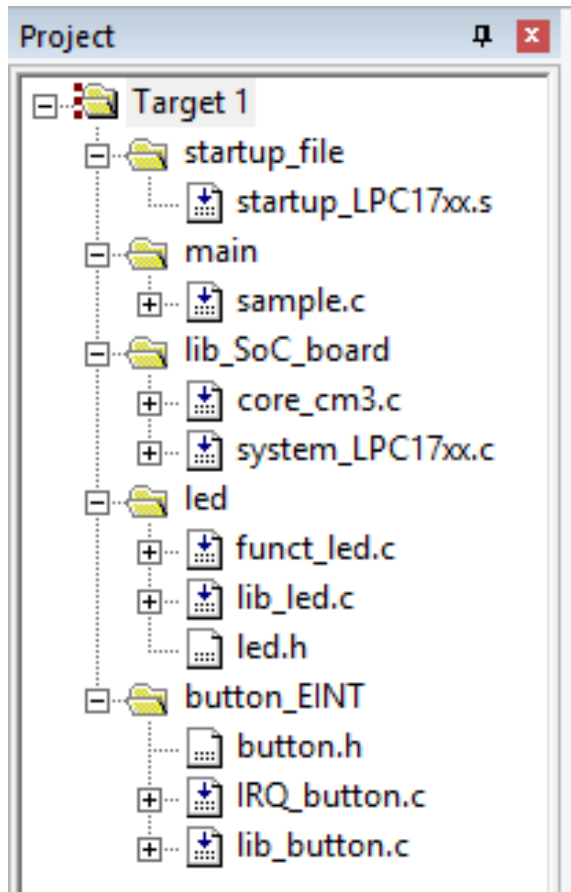 Project
Target 1
startup_file
startup_LPC17xx.s
main
sample.c
lib_SoC_board
core_cm3.c
system_LPC17xx.c
led
funct_led.c
lib_led.c
led.h
button_EINT
button.h
IRQ_button.c
lib_button.c